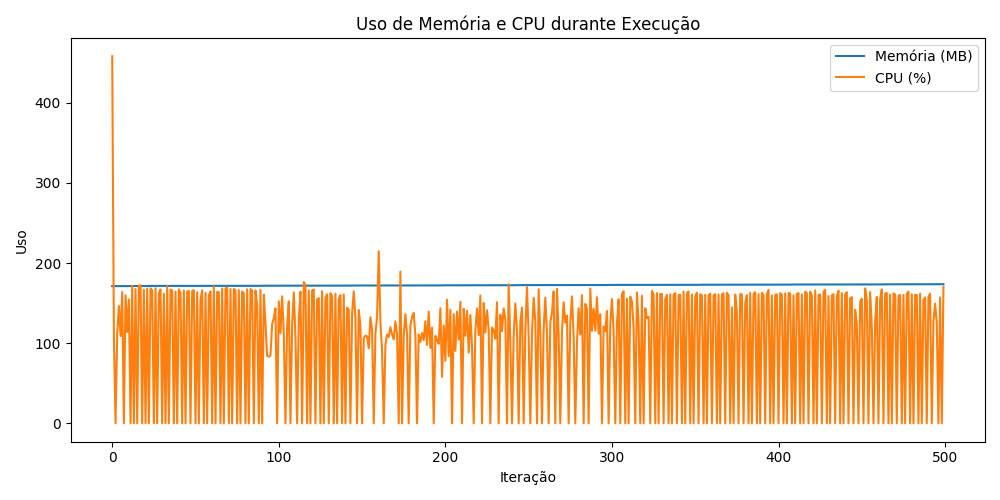 Uso de Memória e CPU durante Execução
Memória (MB)
CPU (%)
Uso
400
300
200
100
0
0 100 200 300 400 500
Iteração